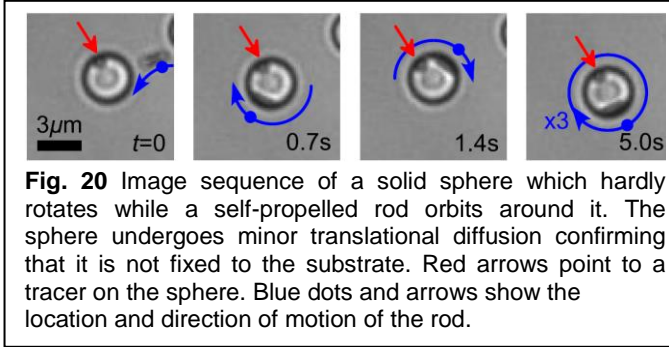 3μm
t=0
0.7s
1.4s
x3
5.0s
Fig. 20 Image sequence of a solid sphere which hardly
rotates while a self-propelled rod orbits around it. The
sphere undergoes minor translational diffusion confirming
that it is not fixed to the substrate. Red arrows point to a
tracer on the sphere. Blue dots and arrows show the
location and direction of motion of the rod.